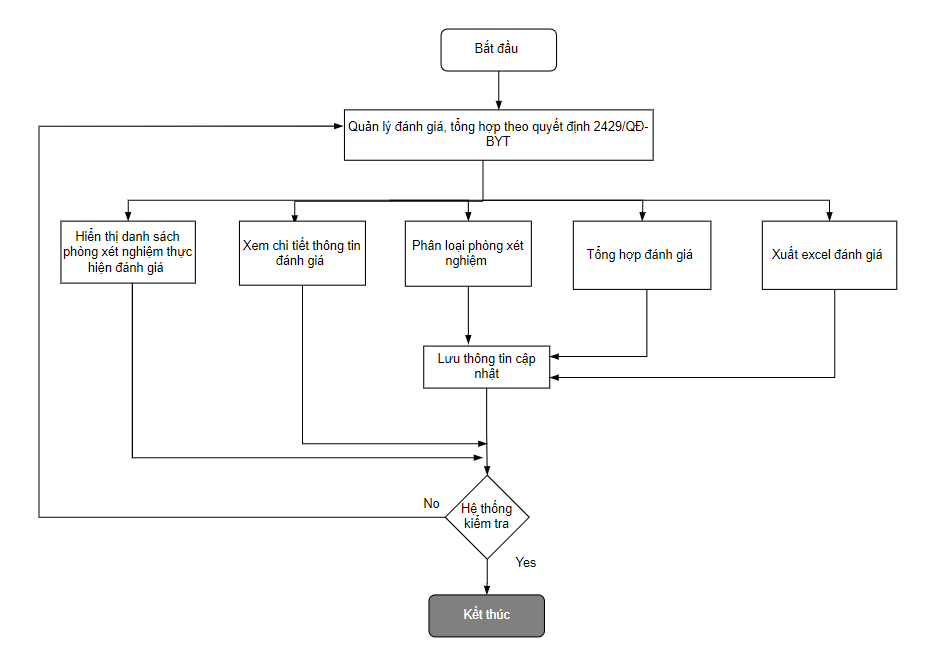 Bắt đầu
Quản lý đánh giá, tổng hợp theo quyết định 2429/QĐ-
BYT
Hiển thị danh sách
phòng xét nghiệm thực
hiện đánh giá
Xem chi tiết thông tin
đánh giá
Phân loại phòng xét
nghiệm
Tổng hợp đánh giá
Xuất excel đánh giá
Lưu thông tin cập
nhật
No
Hệ thống
kiểm tra
Yes
Kết thúc